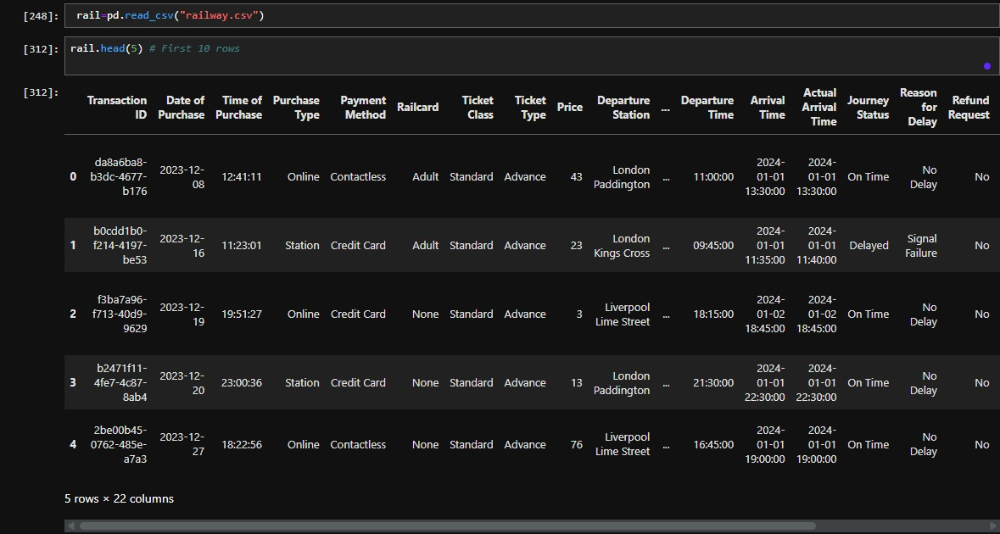 [248]: rail=pd.read_csv("railway.csv")
[312]: rail.head(5) # First 10 rows
[312]:
Transaction ID Date of Purchase Time of Purchase Purchase Type Payment Method Railcard Ticket Class Ticket Type Price Departure Station ... Departure Time Arrival Time Actual Arrival Time Journey Status Reason for Delay Refund Request
0 da8a6ba8-b3dc-4677-b176 2023-12-08 12:41:11 Online Contactless Adult Standard Advance 43 London Paddington ... 11:00:00 2024-01-01 13:30:00 2024-01-01 13:30:00 On Time No Delay No
1 b0cdd1b0-f214-4197-be53 2023-12-16 11:23:01 Station Credit Card Adult Standard Advance 23 London Kings Cross ... 09:45:00 2024-01-01 11:35:00 2024-01-01 11:40:00 Delayed Signal Failure No
2 f3ba7a96-f713-40d9-9629 2023-12-19 19:51:27 Online Credit Card None Standard Advance 3 Liverpool Lime Street ... 18:15:00 2024-01-02 18:45:00 2024-01-02 18:45:00 On Time No Delay No
3 b2471f11-4fe7-4c87-8ab4 2023-12-20 23:00:36 Station Credit Card None Standard Advance 13 London Paddington ... 21:30:00 2024-01-01 22:30:00 2024-01-01 22:30:00 On Time No Delay No
4 2be00b45-0762-485e-a7a3 2023-12-27 18:22:56 Online Contactless None Standard Advance 76 Liverpool Lime Street ... 16:45:00 2024-01-01 19:00:00 2024-01-01 19:00:00 On Time No Delay No
5 rows × 22 columns